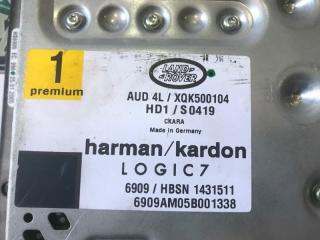 1
premium
LAND-
ROVER
AUD 4L / XQK500104
HD1 / S0419
CKARA
Made in Germany
harman/kardon
LOGIC7
6909 / HBSN 1431511
6909AM05B001338